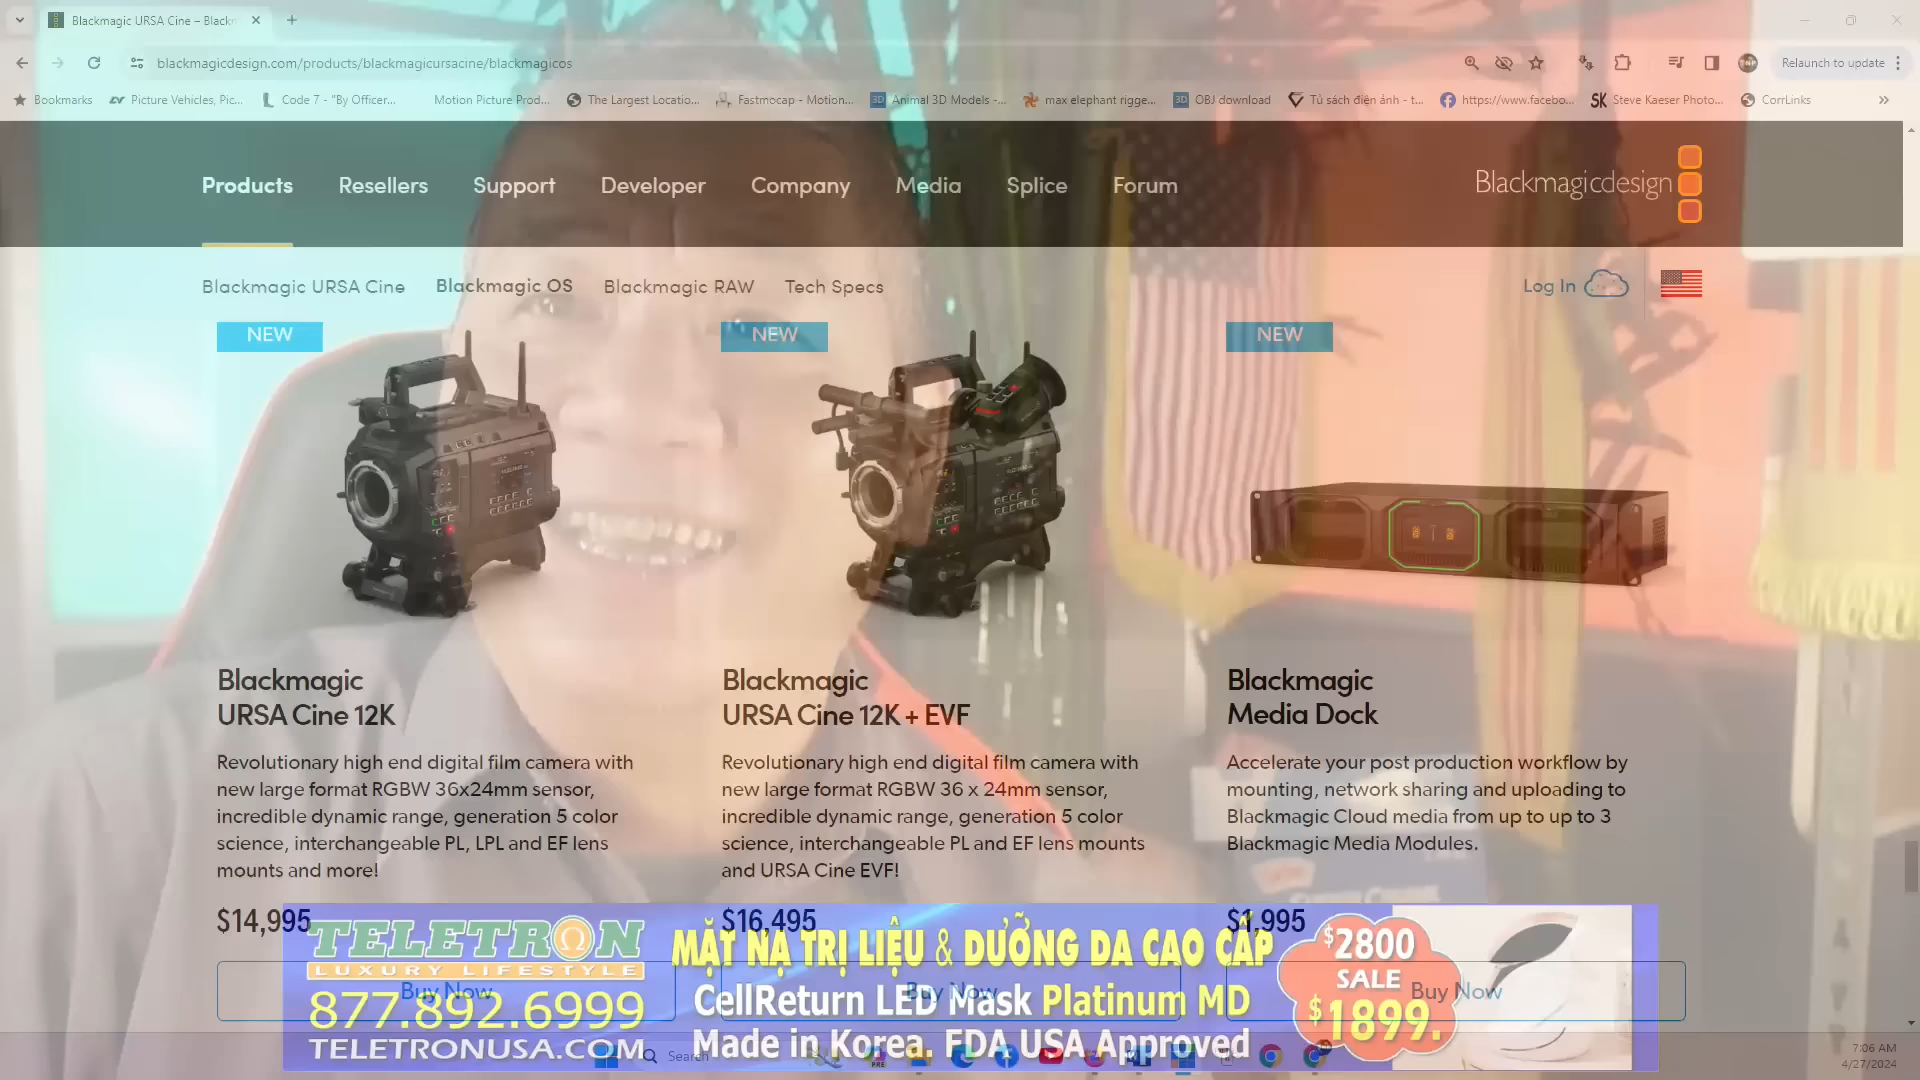 Blackmagic URSA Cine – Blackm
blackmagicdesign.com/products/blackmagicursacine/blackmagicos
Relaunch to update
Bookmarks
Picture Vehicles, Pic...
Code 7 - "By Officer...
Motion Picture Prod...
The Largest Locatio...
Fastmocap - Motion...
Animal 3D Models -...
max elephant rigge...
OBJ download
Tủ sách điện ảnh - t...
https://www.facebo...
Steve Kaeser Photo...
CorrLinks
Products
Resellers
Support
Developer
Company
Media
Splice
Forum
Blackmagicdesign
Blackmagic URSA Cine
Blackmagic OS
Blackmagic RAW
Tech Specs
Log In
NEW
NEW
NEW
Blackmagic
URSA Cine 12K
Revolutionary high end digital film camera with
new large format RGBW 36x24mm sensor,
incredible dynamic range, generation 5 color
science, interchangeable PL, LPL and EF lens
mounts and more!
$14,995
Buy Now
Blackmagic
URSA Cine 12K + EVF
Revolutionary high end digital film camera with
new large format RGBW 36 x 24mm sensor,
incredible dynamic range, generation 5 color
science, interchangeable PL and EF lens mounts
and URSA Cine EVF!
$16,495
Buy Now
Blackmagic
Media Dock
Accelerate your post production workflow by
mounting, network sharing and uploading to
Blackmagic Cloud media from up to up to 3
Blackmagic Media Modules.
$1,995
Buy Now
TELETRON
LUXURY LIFESTYLE
877.892.6999
TELETRONUSA.COM
MẶT NẠ TRỊ LIỆU & DƯỠNG DA CAO CẤP
CellReturn LED Mask Platinum MD
Made in Korea. FDA USA Approved
$2800
SALE
$1899.
Search
7:06 AM
4/27/2024